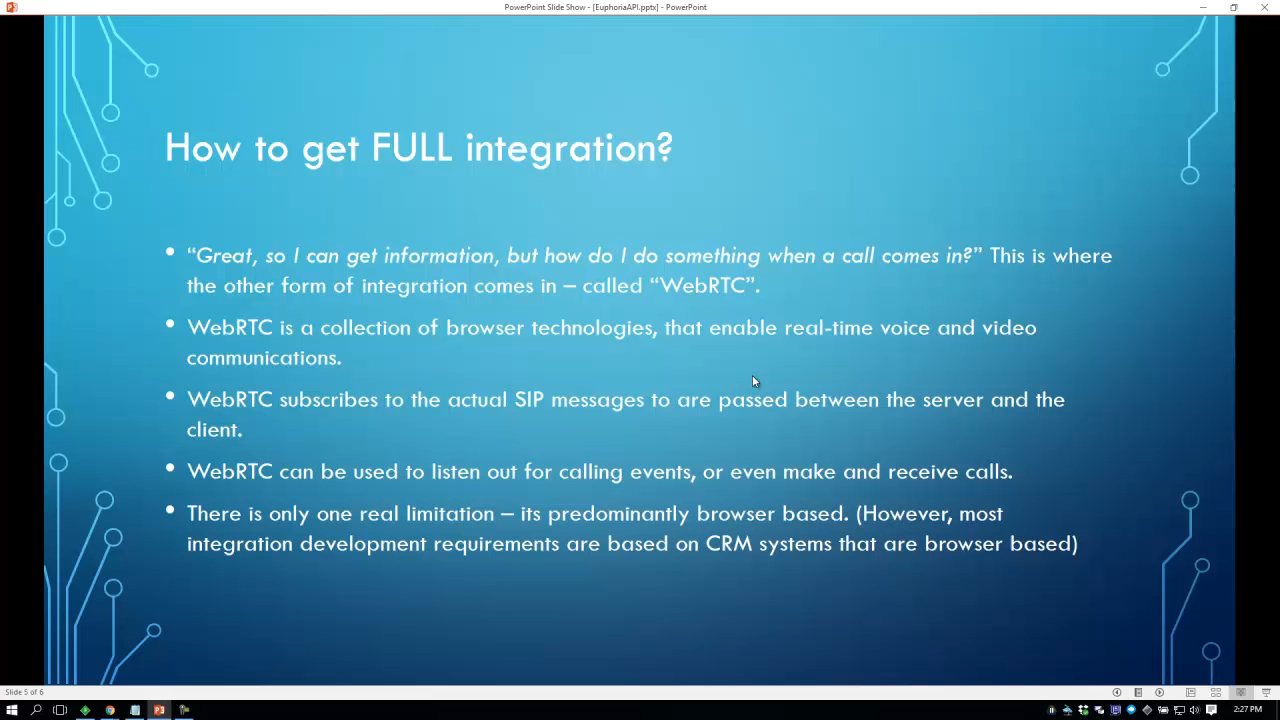 PowerPoint Slide Show - [EuphoriaAPI.pptx] - PowerPoint
How to get FULL integration?
• “Great, so I can get information, but how do I do something when a call comes in?” This is where
the other form of integration comes in – called “WebRTC”.
• WebRTC is a collection of browser technologies, that enable real-time voice and video
communications.
• WebRTC subscribes to the actual SIP messages to are passed between the server and the
client.
• WebRTC can be used to listen out for calling events, or even make and receive calls.
• There is only one real limitation – its predominantly browser based. (However, most
integration development requirements are based on CRM systems that are browser based)
Slide 5 of 6
2:27 PM